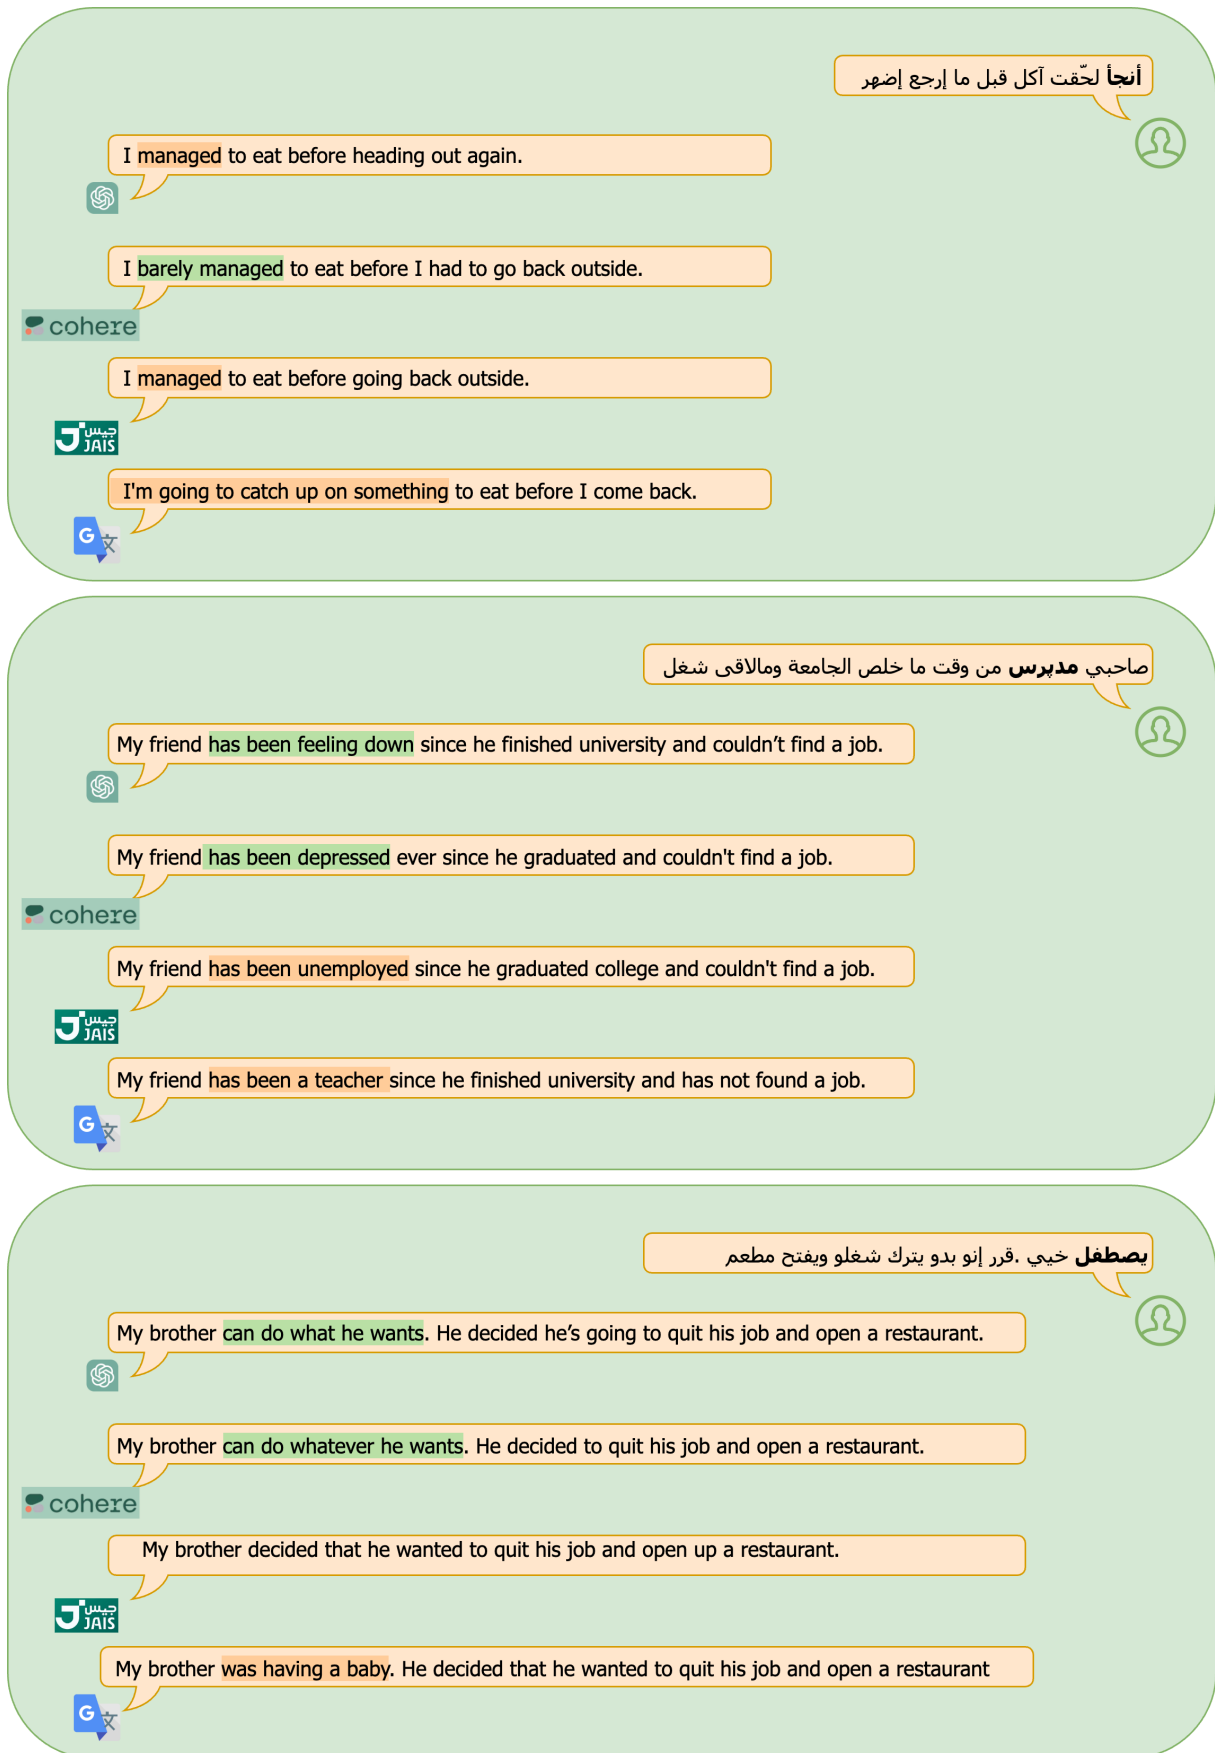 أنجأ لحّقت آكل قبل ما إرجع إضهر
I managed to eat before heading out again.
I barely managed to eat before I had to go back outside.
cohere
I managed to eat before going back outside.
جيس
JAIS
I'm going to catch up on something to eat before I come back.
G
صاحبي مدپرس من وقت ما خلص الجامعة ومالاقى شغل
My friend has been feeling down since he finished university and couldn’t find a job.
My friend has been depressed ever since he graduated and couldn't find a job.
cohere
My friend has been unemployed since he graduated college and couldn't find a job.
جيس
JAIS
My friend has been a teacher since he finished university and has not found a job.
G
يصطفل خيي .قرر إنو بدو يترك شغلو ويفتح مطعم
My brother can do what he wants. He decided he’s going to quit his job and open a restaurant.
My brother can do whatever he wants. He decided to quit his job and open a restaurant.
cohere
My brother decided that he wanted to quit his job and open up a restaurant.
جيس
JAIS
My brother was having a baby. He decided that he wanted to quit his job and open a restaurant
G